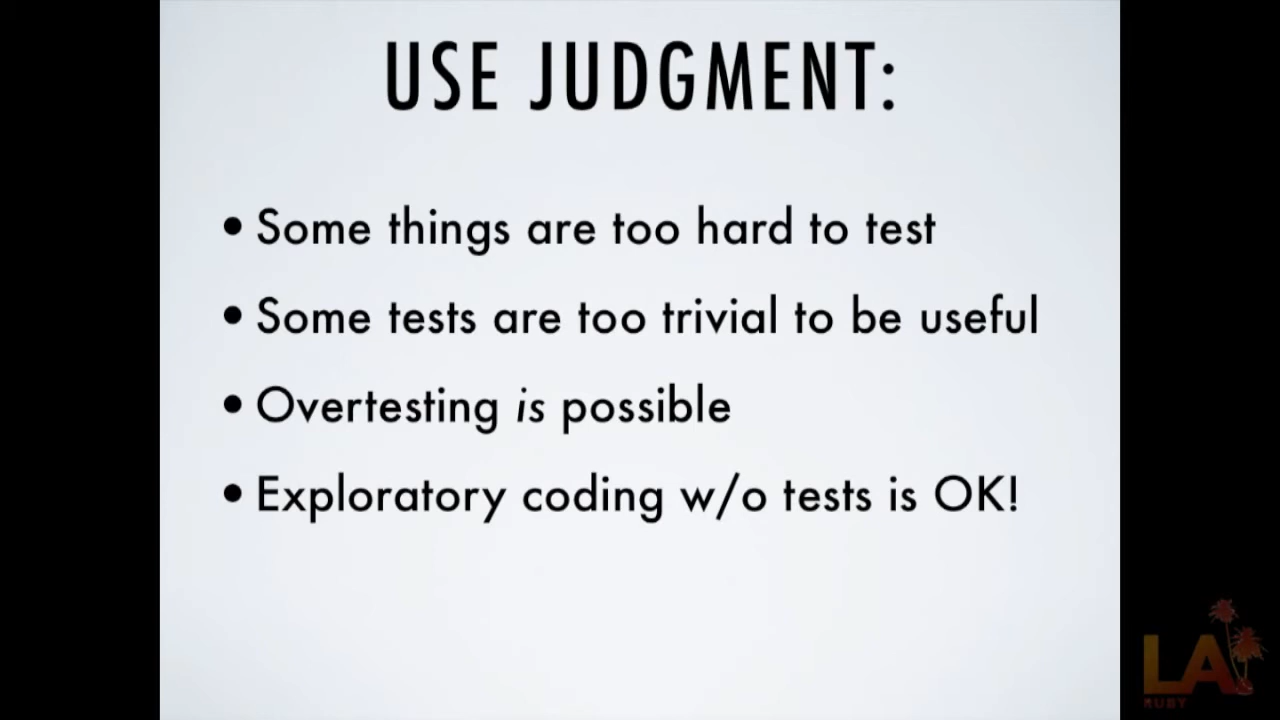 USE JUDGMENT:
• Some things are too hard to test
• Some tests are too trivial to be useful
• Overtesting is possible
• Exploratory coding w/o tests is OK!
LA
RUBY